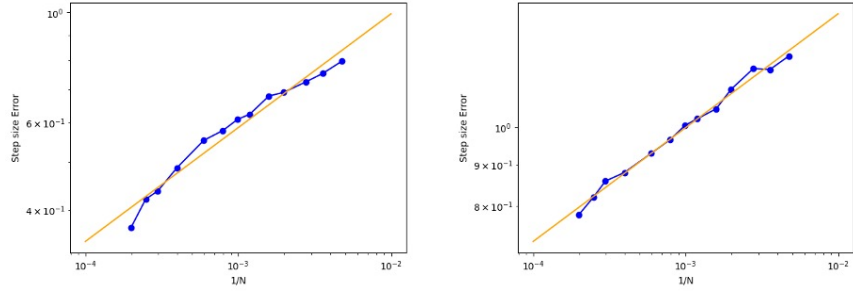 10⁰
6 × 10⁻¹
4 × 10⁻¹
Step size Error
10⁻⁴
10⁻³
10⁻²
1/N
10⁰
9 × 10⁻¹
8 × 10⁻¹
Step size Error
10⁻⁴
10⁻³
10⁻²
1/N